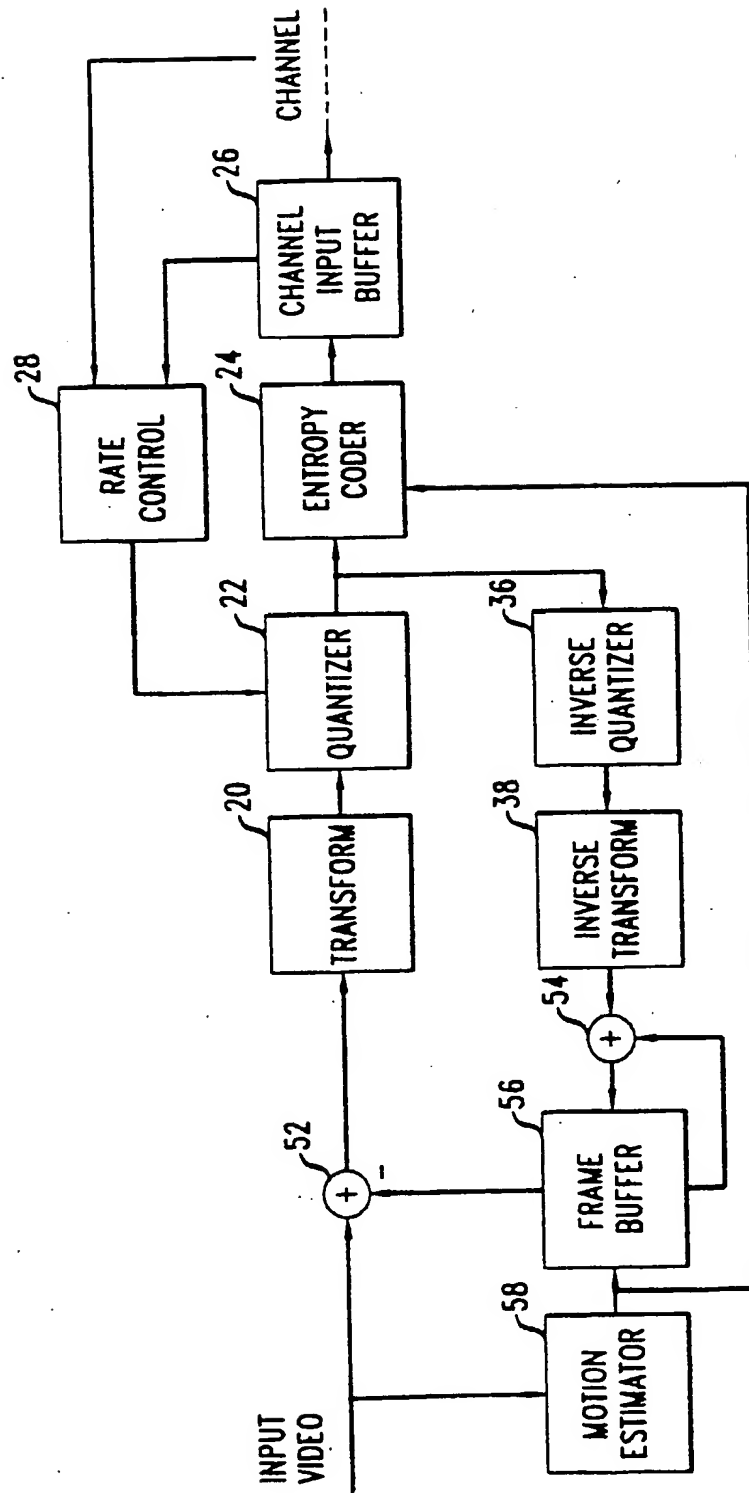 INPUT
VIDEO
52
+
-
20
TRANSFORM
22
QUANTIZER
24
ENTROPY
CODER
26
CHANNEL
INPUT
BUFFER
CHANNEL
28
RATE
CONTROL
58
MOTION
ESTIMATOR
56
FRAME
BUFFER
54
+
38
INVERSE
TRANSFORM
36
INVERSE
QUANTIZER